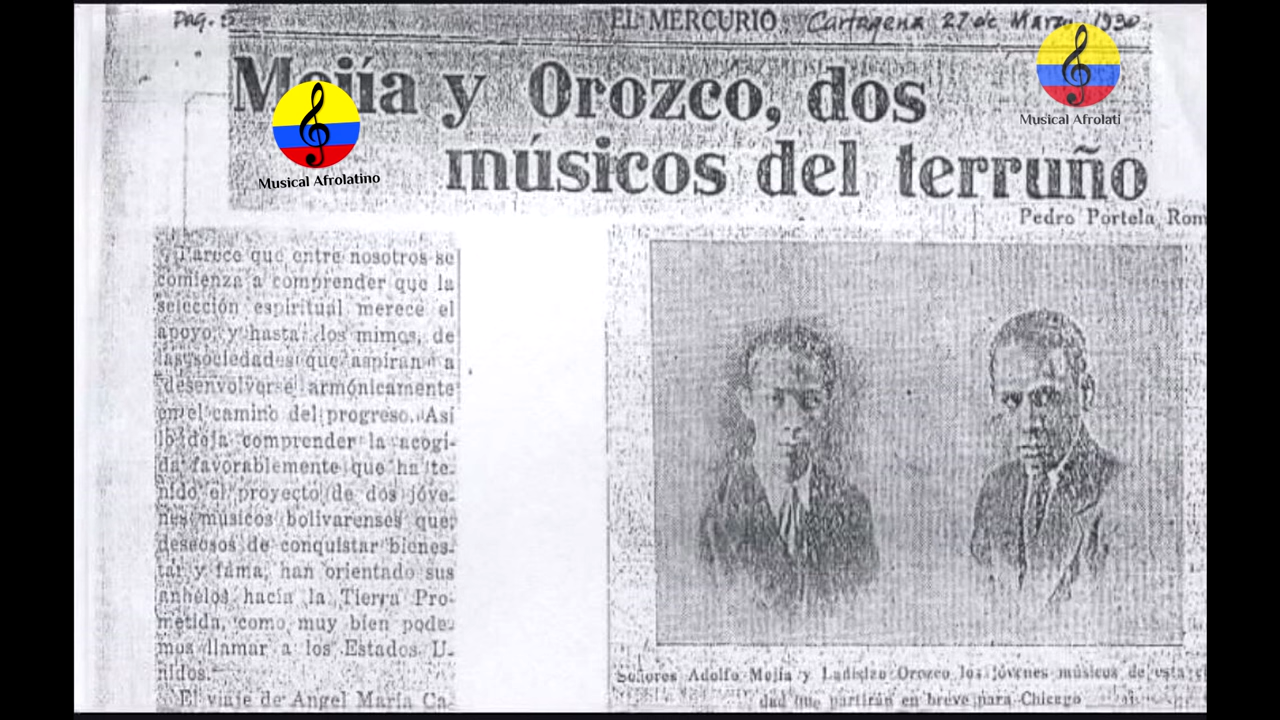 Pag. 5
EL MERCURIO Cartagena 27 de Marzo 1930
Mejía y Orozco, dos
músicos del terruño
Musical Afrolatino
Musical Afrolati
Pedro Portela Rom
Parece que entre nosotros se
comienza a comprender que la
selección espiritual merece el
apoyo y hasta los mimos de
las sociedades que aspiran a
desenvolverse armónicamente
en el camino del progreso. Así
lo deja comprender la acogi-
da favorablemente que ha te-
nido el proyecto de dos jóve-
nes músicos bolivarenses que
deseosos de conquistar bienes-
tar y fama, han orientado sus
anhelos hacía la Tierra Pro-
metida, como muy bien pode-
mos llamar a los Estados U-
nidos.
El viaje de Angel María Ca-
Señores Adolfo Mejía y Ladislao Orozco los jóvenes músicos de esta ci
dad que partirán en breve para Chicago